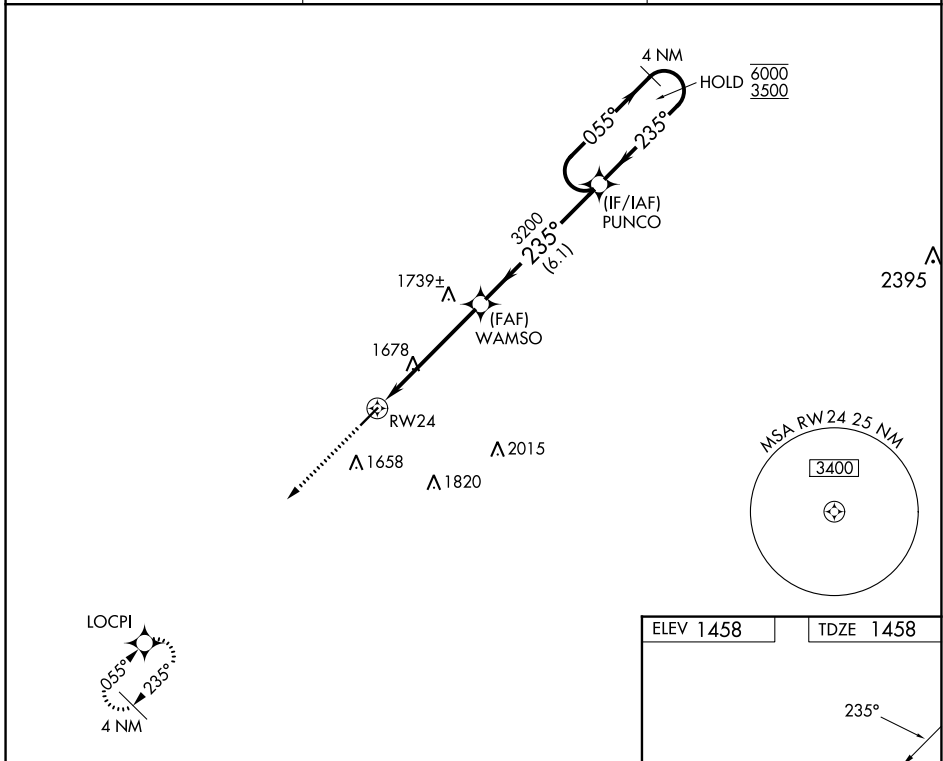 4 NM
HOLD 6000
3500
055°
235°
(IF/IAF)
PUNCO
3200
235°
(6.1)
2395
1739±
(FAF)
WAMSO
1678
RW24
MSA RW24 25 NM
3400
2015
1658
1820
LOCPI
055°
235°
4 NM
ELEV 1458
TDZE 1458
235°